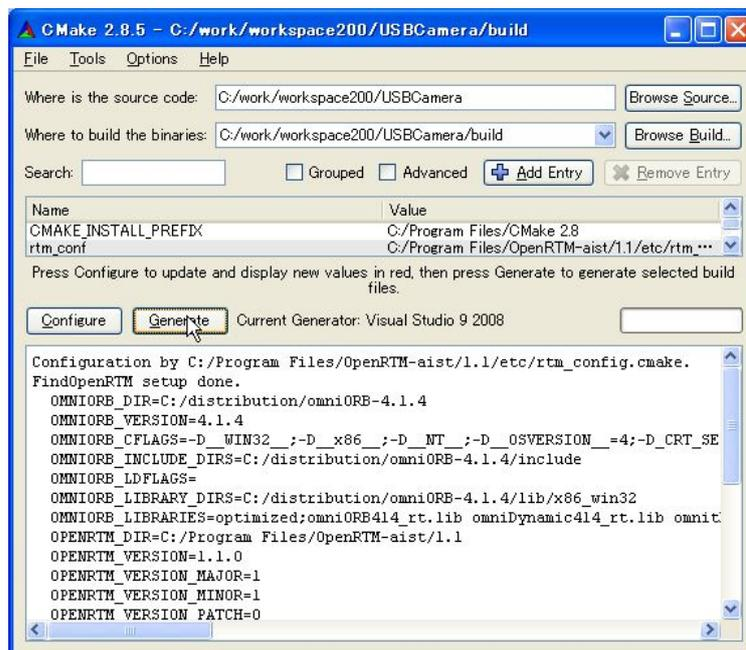 CMake 2.8.5 - C:/work/workspace200/USBCamera/build
File Tools Options Help
Where is the source code: C:/work/workspace200/USBCamera Browse Source...
Where to build the binaries: C:/work/workspace200/USBCamera/build Browse Build...
Search: Grouped Advanced Add Entry Remove Entry
Name Value
CMAKE_INSTALL_PREFIX C:/Program Files/CMake 2.8
rtm_conf C:/Program Files/OpenRTM-aist/1.1/etc/rtm_...
Press Configure to update and display new values in red, then press Generate to generate selected build
files.
Configure Generate Current Generator: Visual Studio 9 2008
Configuration by C:/Program Files/OpenRTM-aist/1.1/etc/rtm_config.cmake.
FindOpenRTM setup done.
OMNIORB_DIR=C:/distribution/omniORB-4.1.4
OMNIORB_VERSION=4.1.4
OMNIORB_CFLAGS=-D__WIN32__;-D__x86__;-D__NT__;-D__OSVERSION__=4;-D_CRT_SE
OMNIORB_INCLUDE_DIRS=C:/distribution/omniORB-4.1.4/include
OMNIORB_LDFLAGS=
OMNIORB_LIBRARY_DIRS=C:/distribution/omniORB-4.1.4/lib/x86_win32
OMNIORB_LIBRARIES=optimized;omniORB414_rt.lib omniDynamic414_rt.lib omnit
OPENRTM_DIR=C:/Program Files/OpenRTM-aist/1.1
OPENRTM_VERSION=1.1.0
OPENRTM_VERSION_MAJOR=1
OPENRTM_VERSION_MINOR=1
OPENRTM_VERSION_PATCH=0